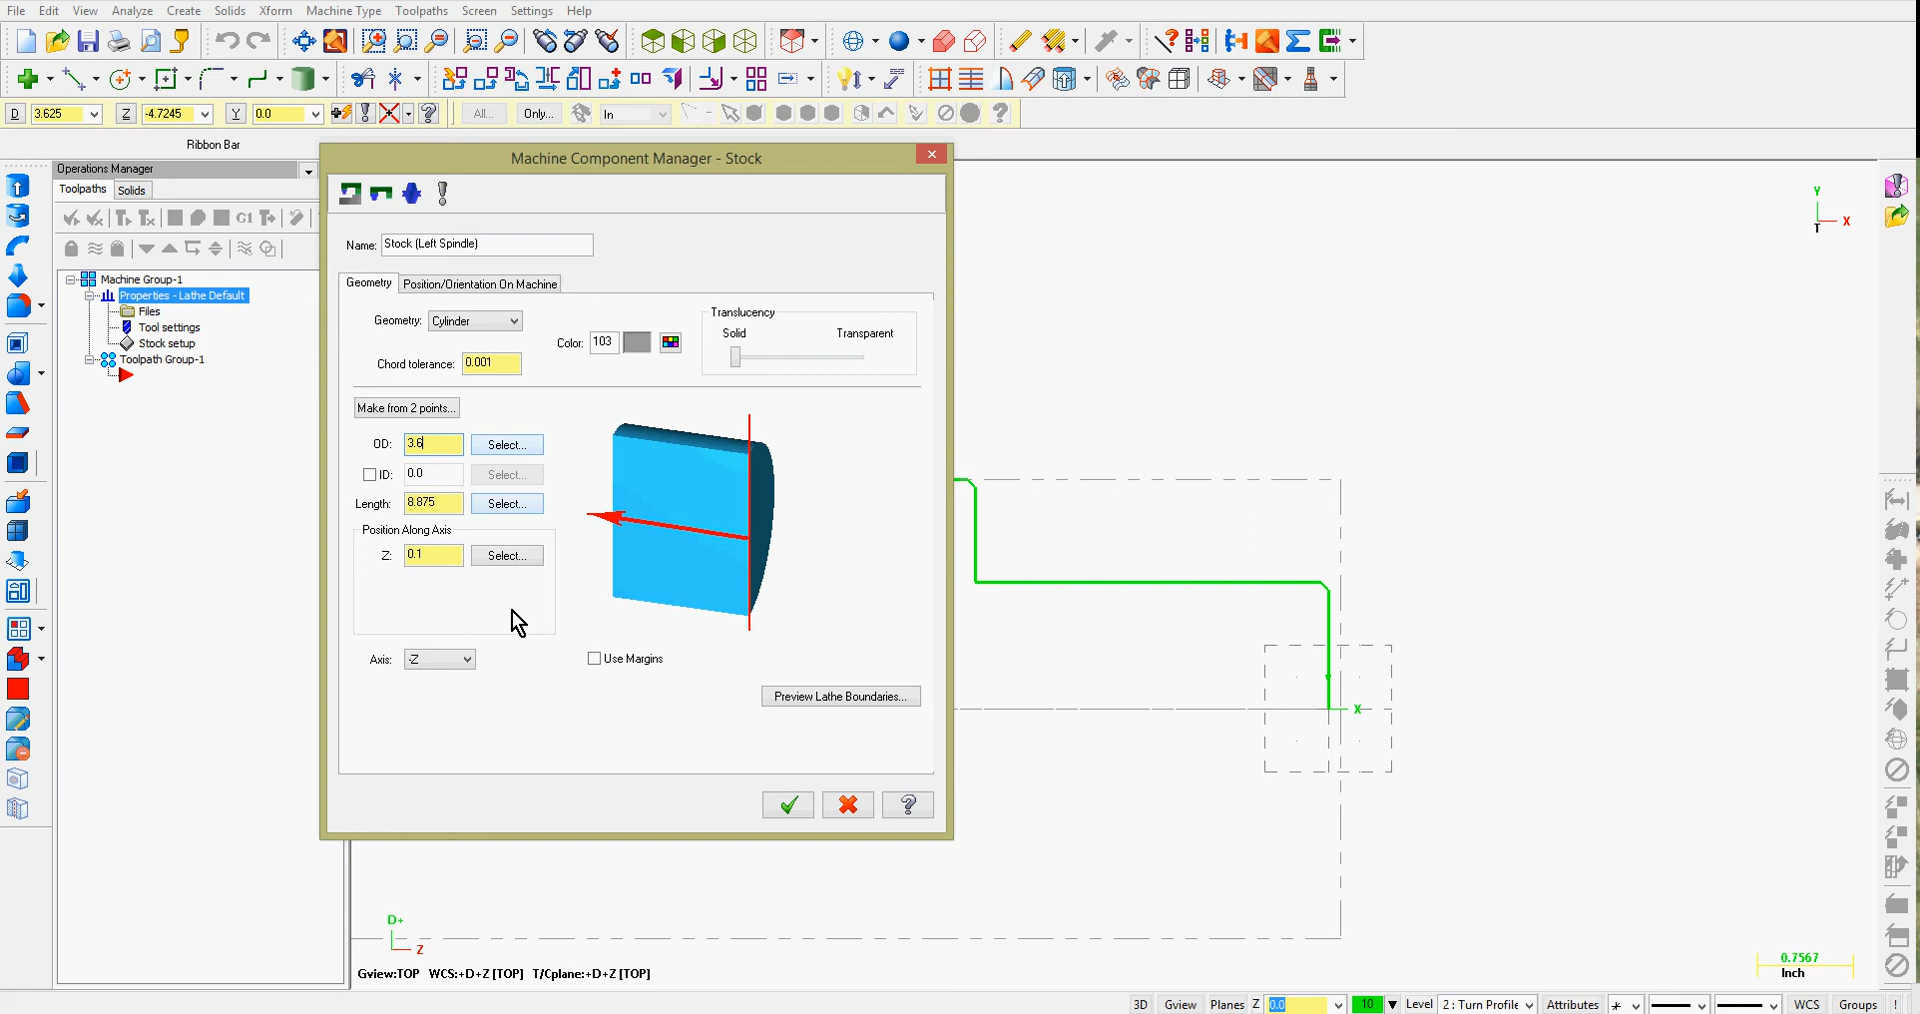 File Edit View Analyze Create Solids Xform Machine Type Toolpaths Screen Settings Help
D 3.625 Z -4.7245 Y 0.0 All... Only... In
Ribbon Bar
Operations Manager
Toolpaths Solids
G1
Machine Group-1
Properties - Lathe Default
Files
Tool settings
Stock setup
Toolpath Group-1
Machine Component Manager - Stock
Name: Stock (Left Spindle)
Geometry Position/Orientation On Machine
Geometry: Cylinder
Color: 103
Translucency
Solid Transparent
Chord tolerance: 0.001
Make from 2 points...
OD: 3.6 Select...
ID: 0.0 Select...
Length: 8.875 Select...
Position Along Axis
Z: 0.1 Select...
Axis: -Z
Use Margins
Preview Lathe Boundaries...
Y
X
T
X
D+
Z
Gview:TOP WCS:+D+Z [TOP] T/Cplane:+D+Z [TOP]
0.7567
Inch
3D Gview Planes Z 0.0 10 Level 2 : Turn Profile Attributes WCS Groups !